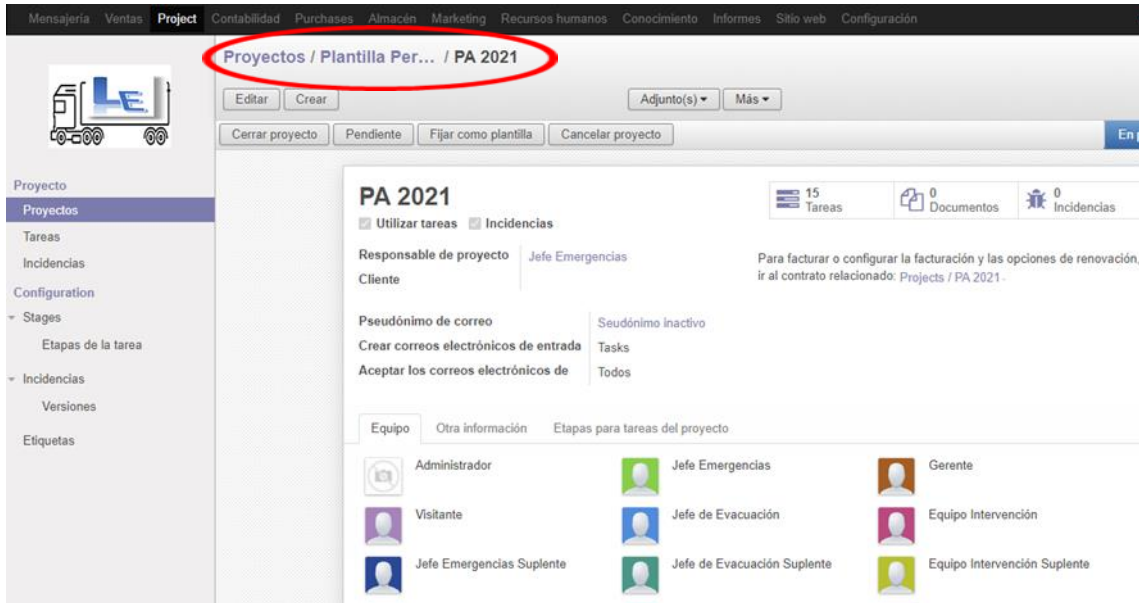 Mensajería Ventas Project Contabilidad Purchases Almacén Marketing Recursos humanos Conocimiento Informes Sitio web Configuración
Proyectos / Plantilla Per... / PA 2021
Editar Crear Adjunto(s) Más
Cerrar proyecto Pendiente Fijar como plantilla Cancelar proyecto En
LEJ
Proyecto
Proyectos
Tareas
Incidencias
Configuration
Stages
Etapas de la tarea
Incidencias
Versiones
Etiquetas
PA 2021
15 Tareas
0 Documentos
0 Incidencias
Utilizar tareas Incidencias
Responsable de proyecto Jefe Emergencias
Cliente
Para facturar o configurar la facturación y las opciones de renovación,
ir al contrato relacionado: Projects / PA 2021.
Pseudónimo de correo Seudónimo inactivo
Crear correos electrónicos de entrada Tasks
Aceptar los correos electrónicos de Todos
Equipo Otra información Etapas para tareas del proyecto
Administrador Jefe Emergencias Gerente
Visitante Jefe de Evacuación Equipo Intervención
Jefe Emergencias Suplente Jefe de Evacuación Suplente Equipo Intervención Suplente